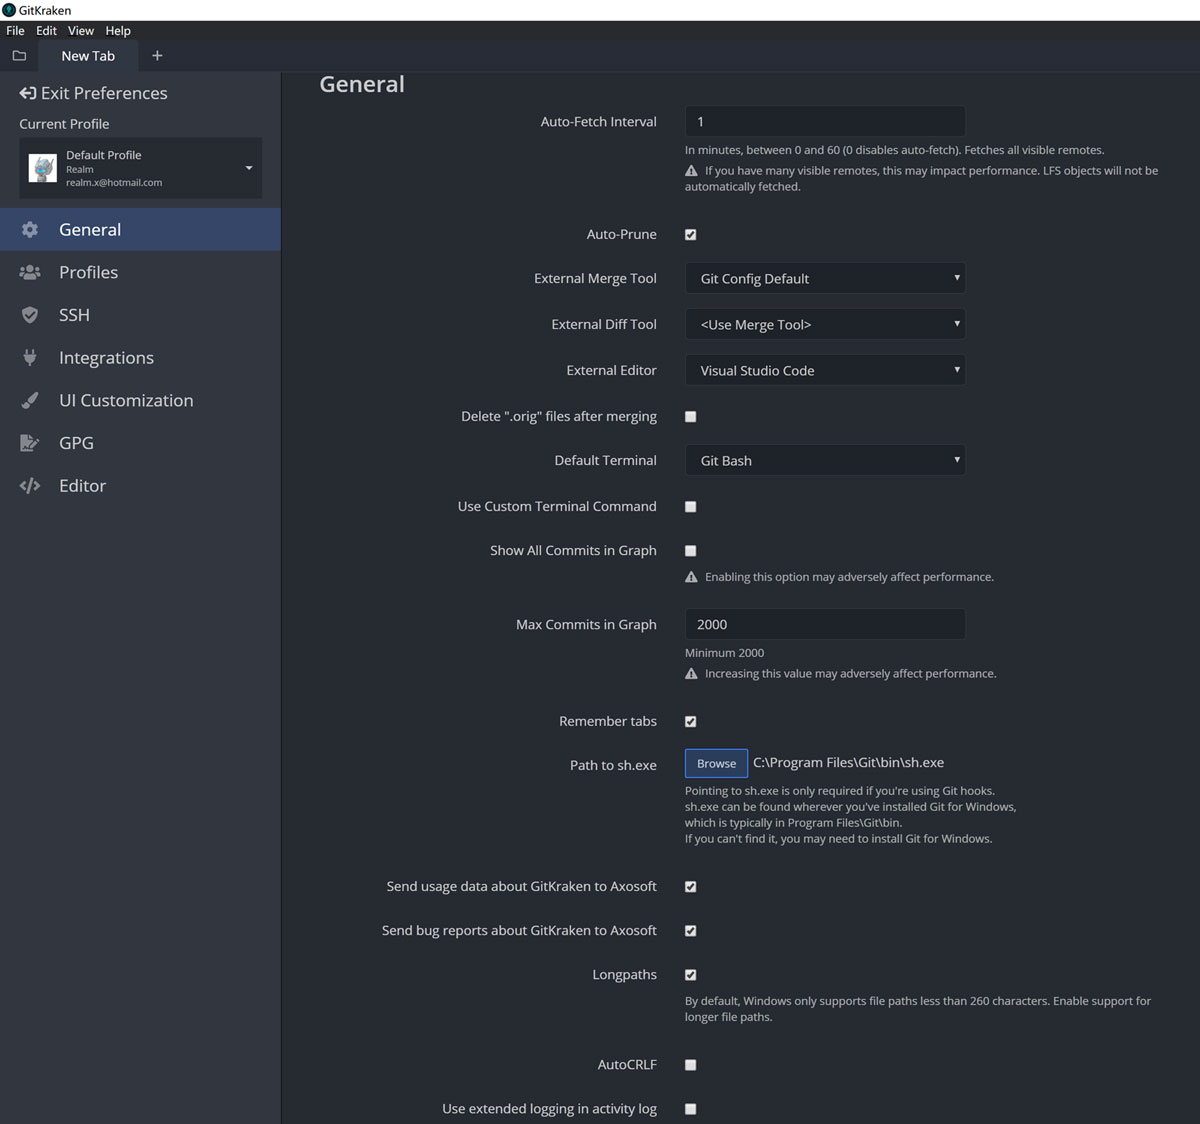 GitKraken
File Edit View Help
New Tab +
Exit Preferences
Current Profile
Default Profile
Realm
realm.x@hotmail.com
General
Profiles
SSH
Integrations
UI Customization
GPG
Editor
General
Auto-Fetch Interval 1
In minutes, between 0 and 60 (0 disables auto-fetch). Fetches all visible remotes.
If you have many visible remotes, this may impact performance. LFS objects will not be
automatically fetched.
Auto-Prune
External Merge Tool Git Config Default
External Diff Tool <Use Merge Tool>
External Editor Visual Studio Code
Delete ".orig" files after merging
Default Terminal Git Bash
Use Custom Terminal Command
Show All Commits in Graph
Enabling this option may adversely affect performance.
Max Commits in Graph 2000
Minimum 2000
Increasing this value may adversely affect performance.
Remember tabs
Path to sh.exe Browse C:\Program Files\Git\bin\sh.exe
Pointing to sh.exe is only required if you're using Git hooks.
sh.exe can be found wherever you've installed Git for Windows,
which is typically in Program Files\Git\bin.
If you can't find it, you may need to install Git for Windows.
Send usage data about GitKraken to Axosoft
Send bug reports about GitKraken to Axosoft
Longpaths
By default, Windows only supports file paths less than 260 characters. Enable support for
longer file paths.
AutoCRLF
Use extended logging in activity log